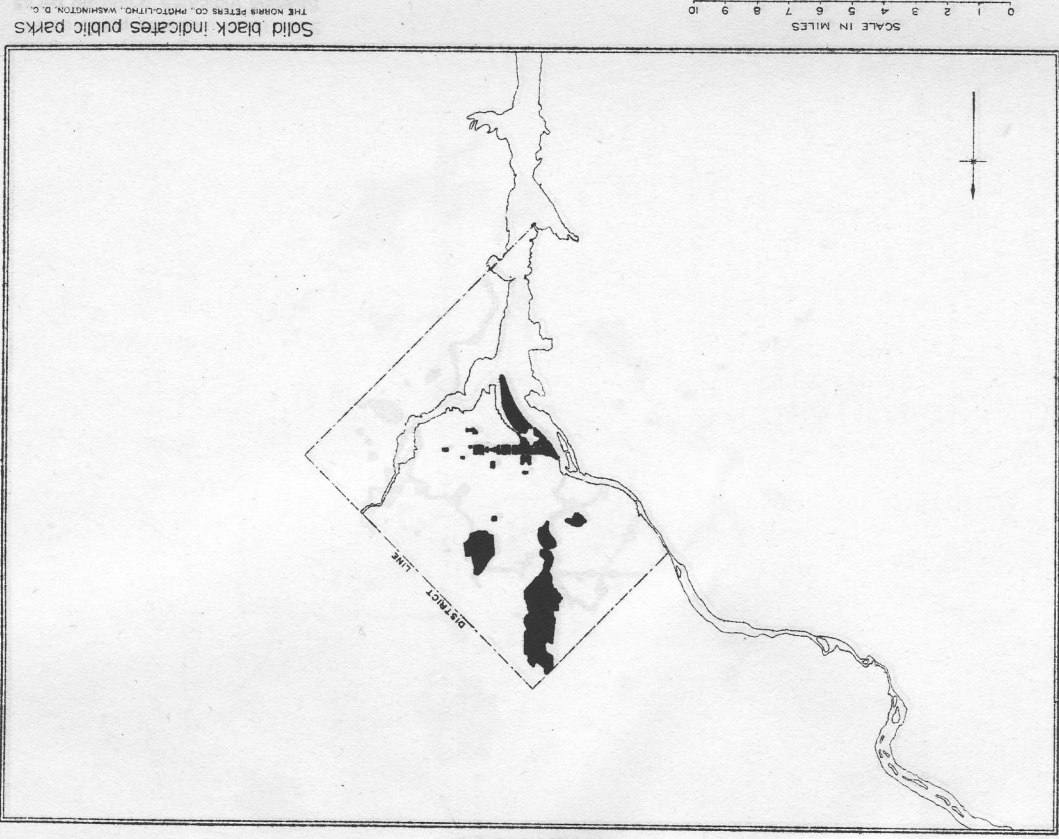 DISTRICT LINE
SCALE IN MILES
0 1 2 3 4 5 6 7 8 9 10
Solid black indicates public parks
THE NORRIS PETERS CO., PHOTO-LITHO., WASHINGTON, D. C.